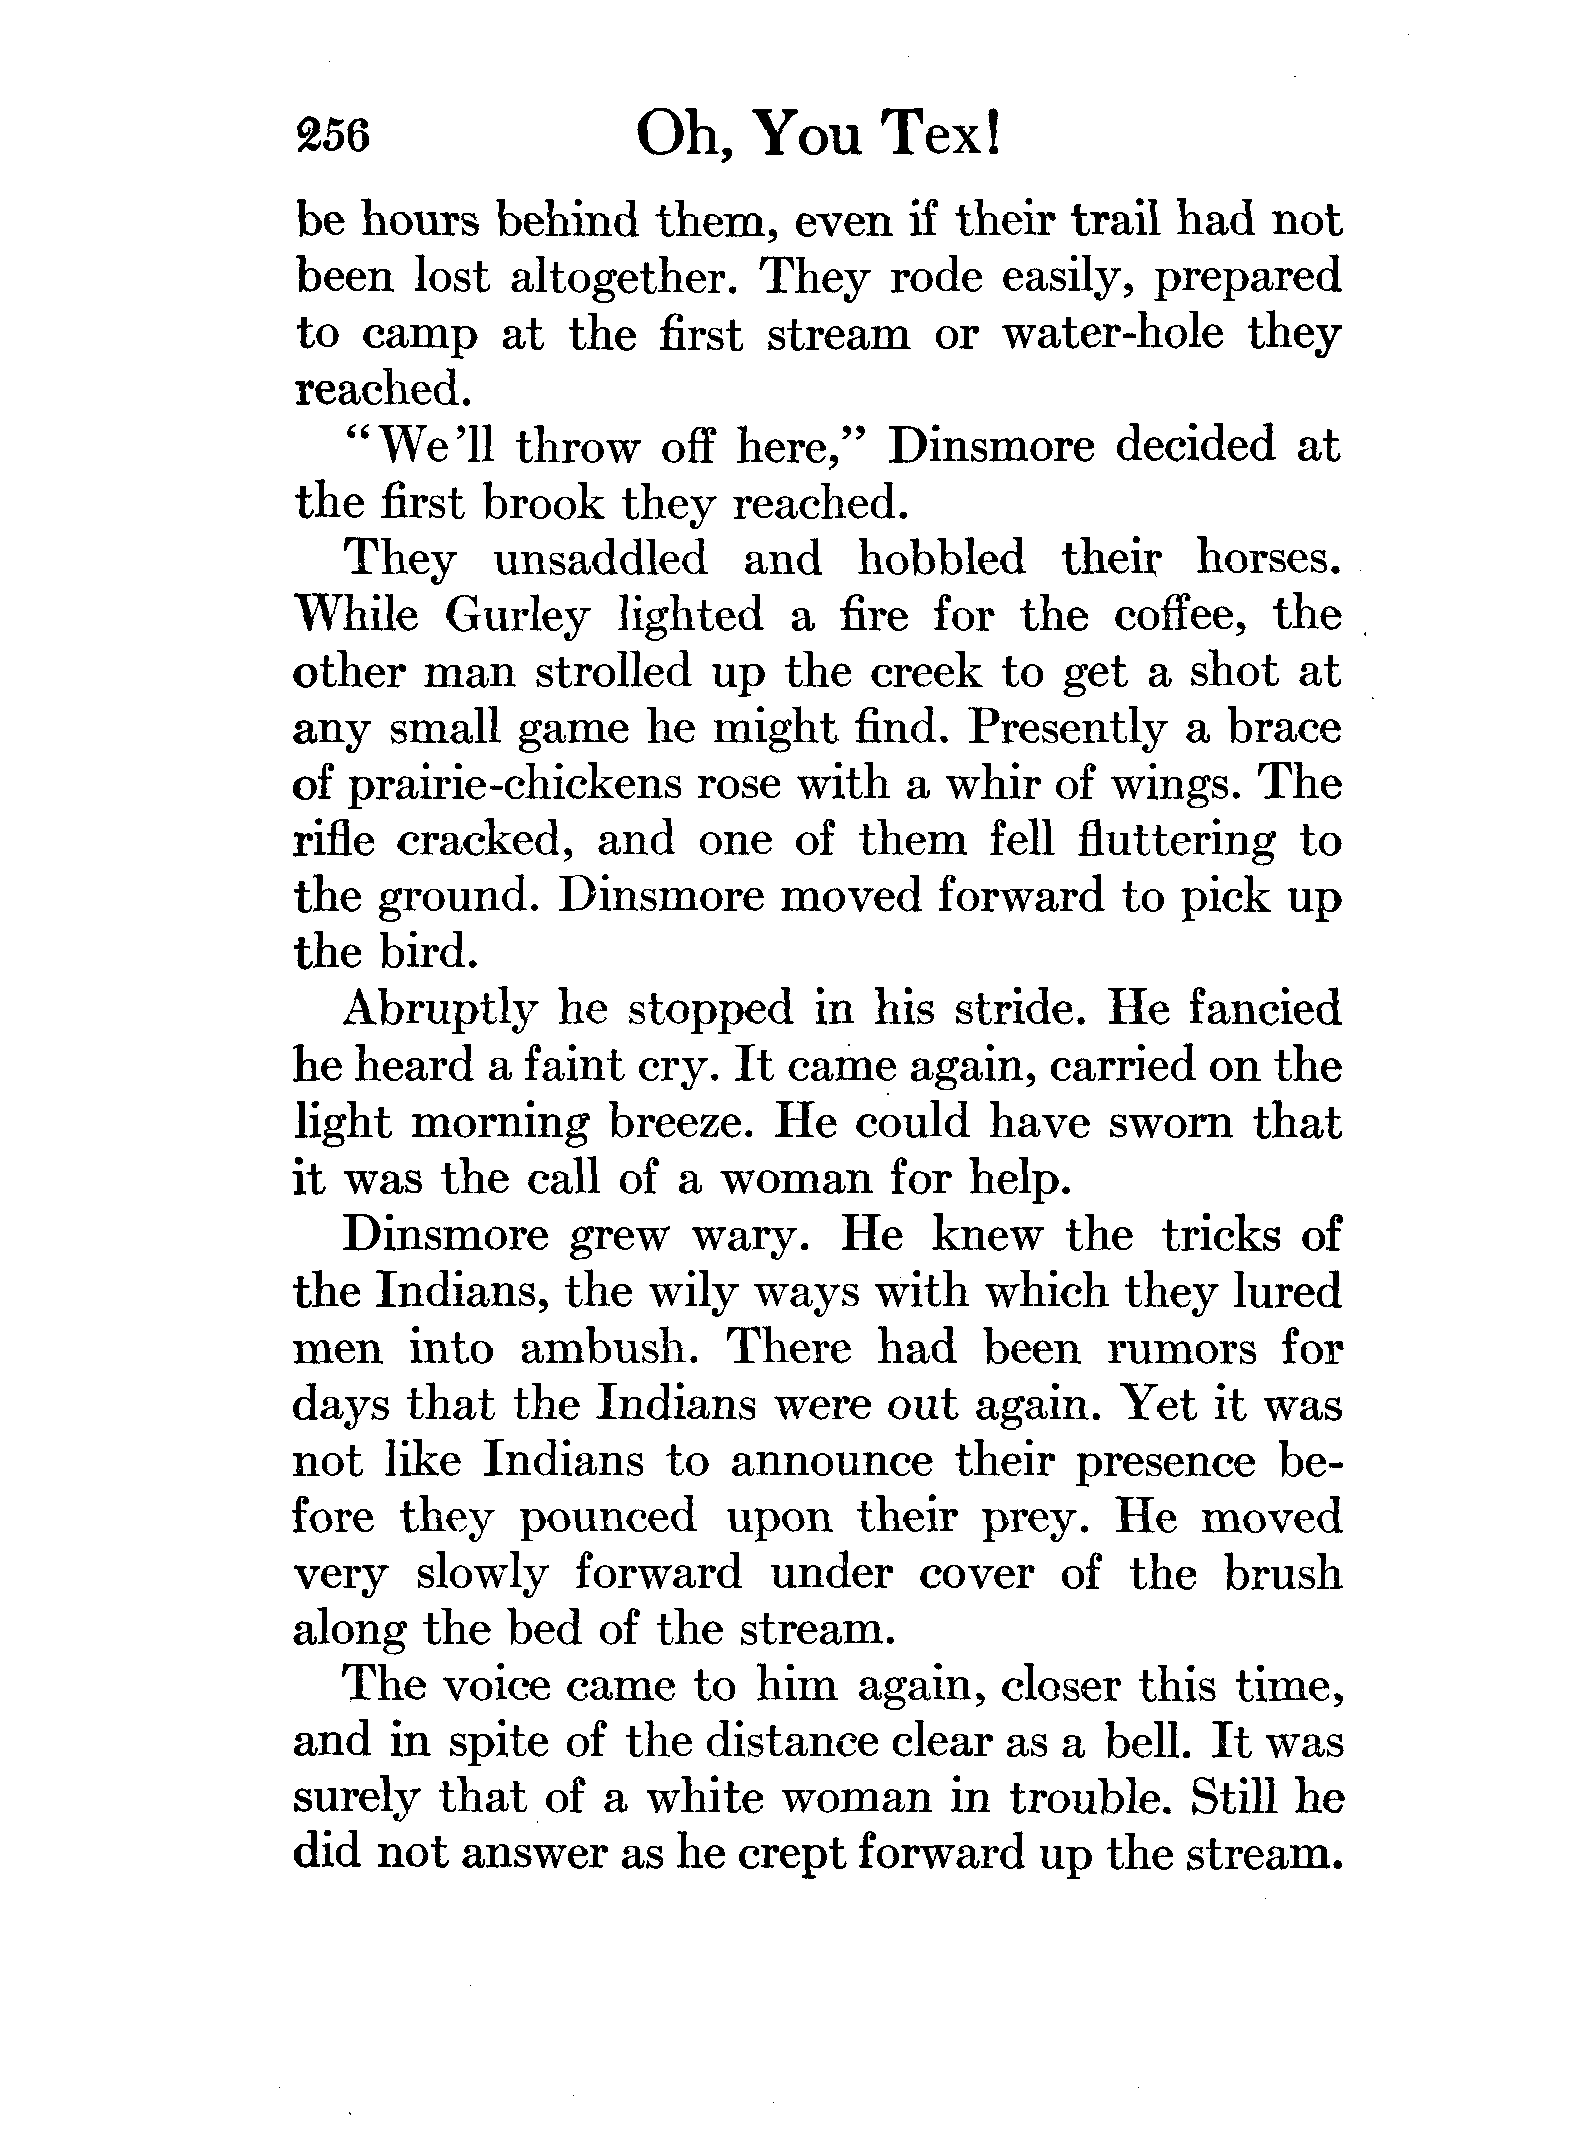 256 Oh, You Tex!
be hours behind them, even if their trail had not
been lost altogether. They rode easily, prepared
to camp at the first stream or water-hole they
reached.
"We'll throw off here," Dinsmore decided at
the first brook they reached.
They unsaddled and hobbled their horses.
While Gurley lighted a fire for the coffee, the
other man strolled up the creek to get a shot at
any small game he might find. Presently a brace
of prairie-chickens rose with a whir of wings. The
rifle cracked, and one of them fell fluttering to
the ground. Dinsmore moved forward to pick up
the bird.
Abruptly he stopped in his stride. He fancied
he heard a faint cry. It came again, carried on the
light morning breeze. He could have sworn that
it was the call of a woman for help.
Dinsmore grew wary. He knew the tricks of
the Indians, the wily ways with which they lured
men into ambush. There had been rumors for
days that the Indians were out again. Yet it was
not like Indians to announce their presence be-
fore they pounced upon their prey. He moved
very slowly forward under cover of the brush
along the bed of the stream.
The voice came to him again, closer this time,
and in spite of the distance clear as a bell. It was
surely that of a white woman in trouble. Still he
did not answer as he crept forward up the stream.